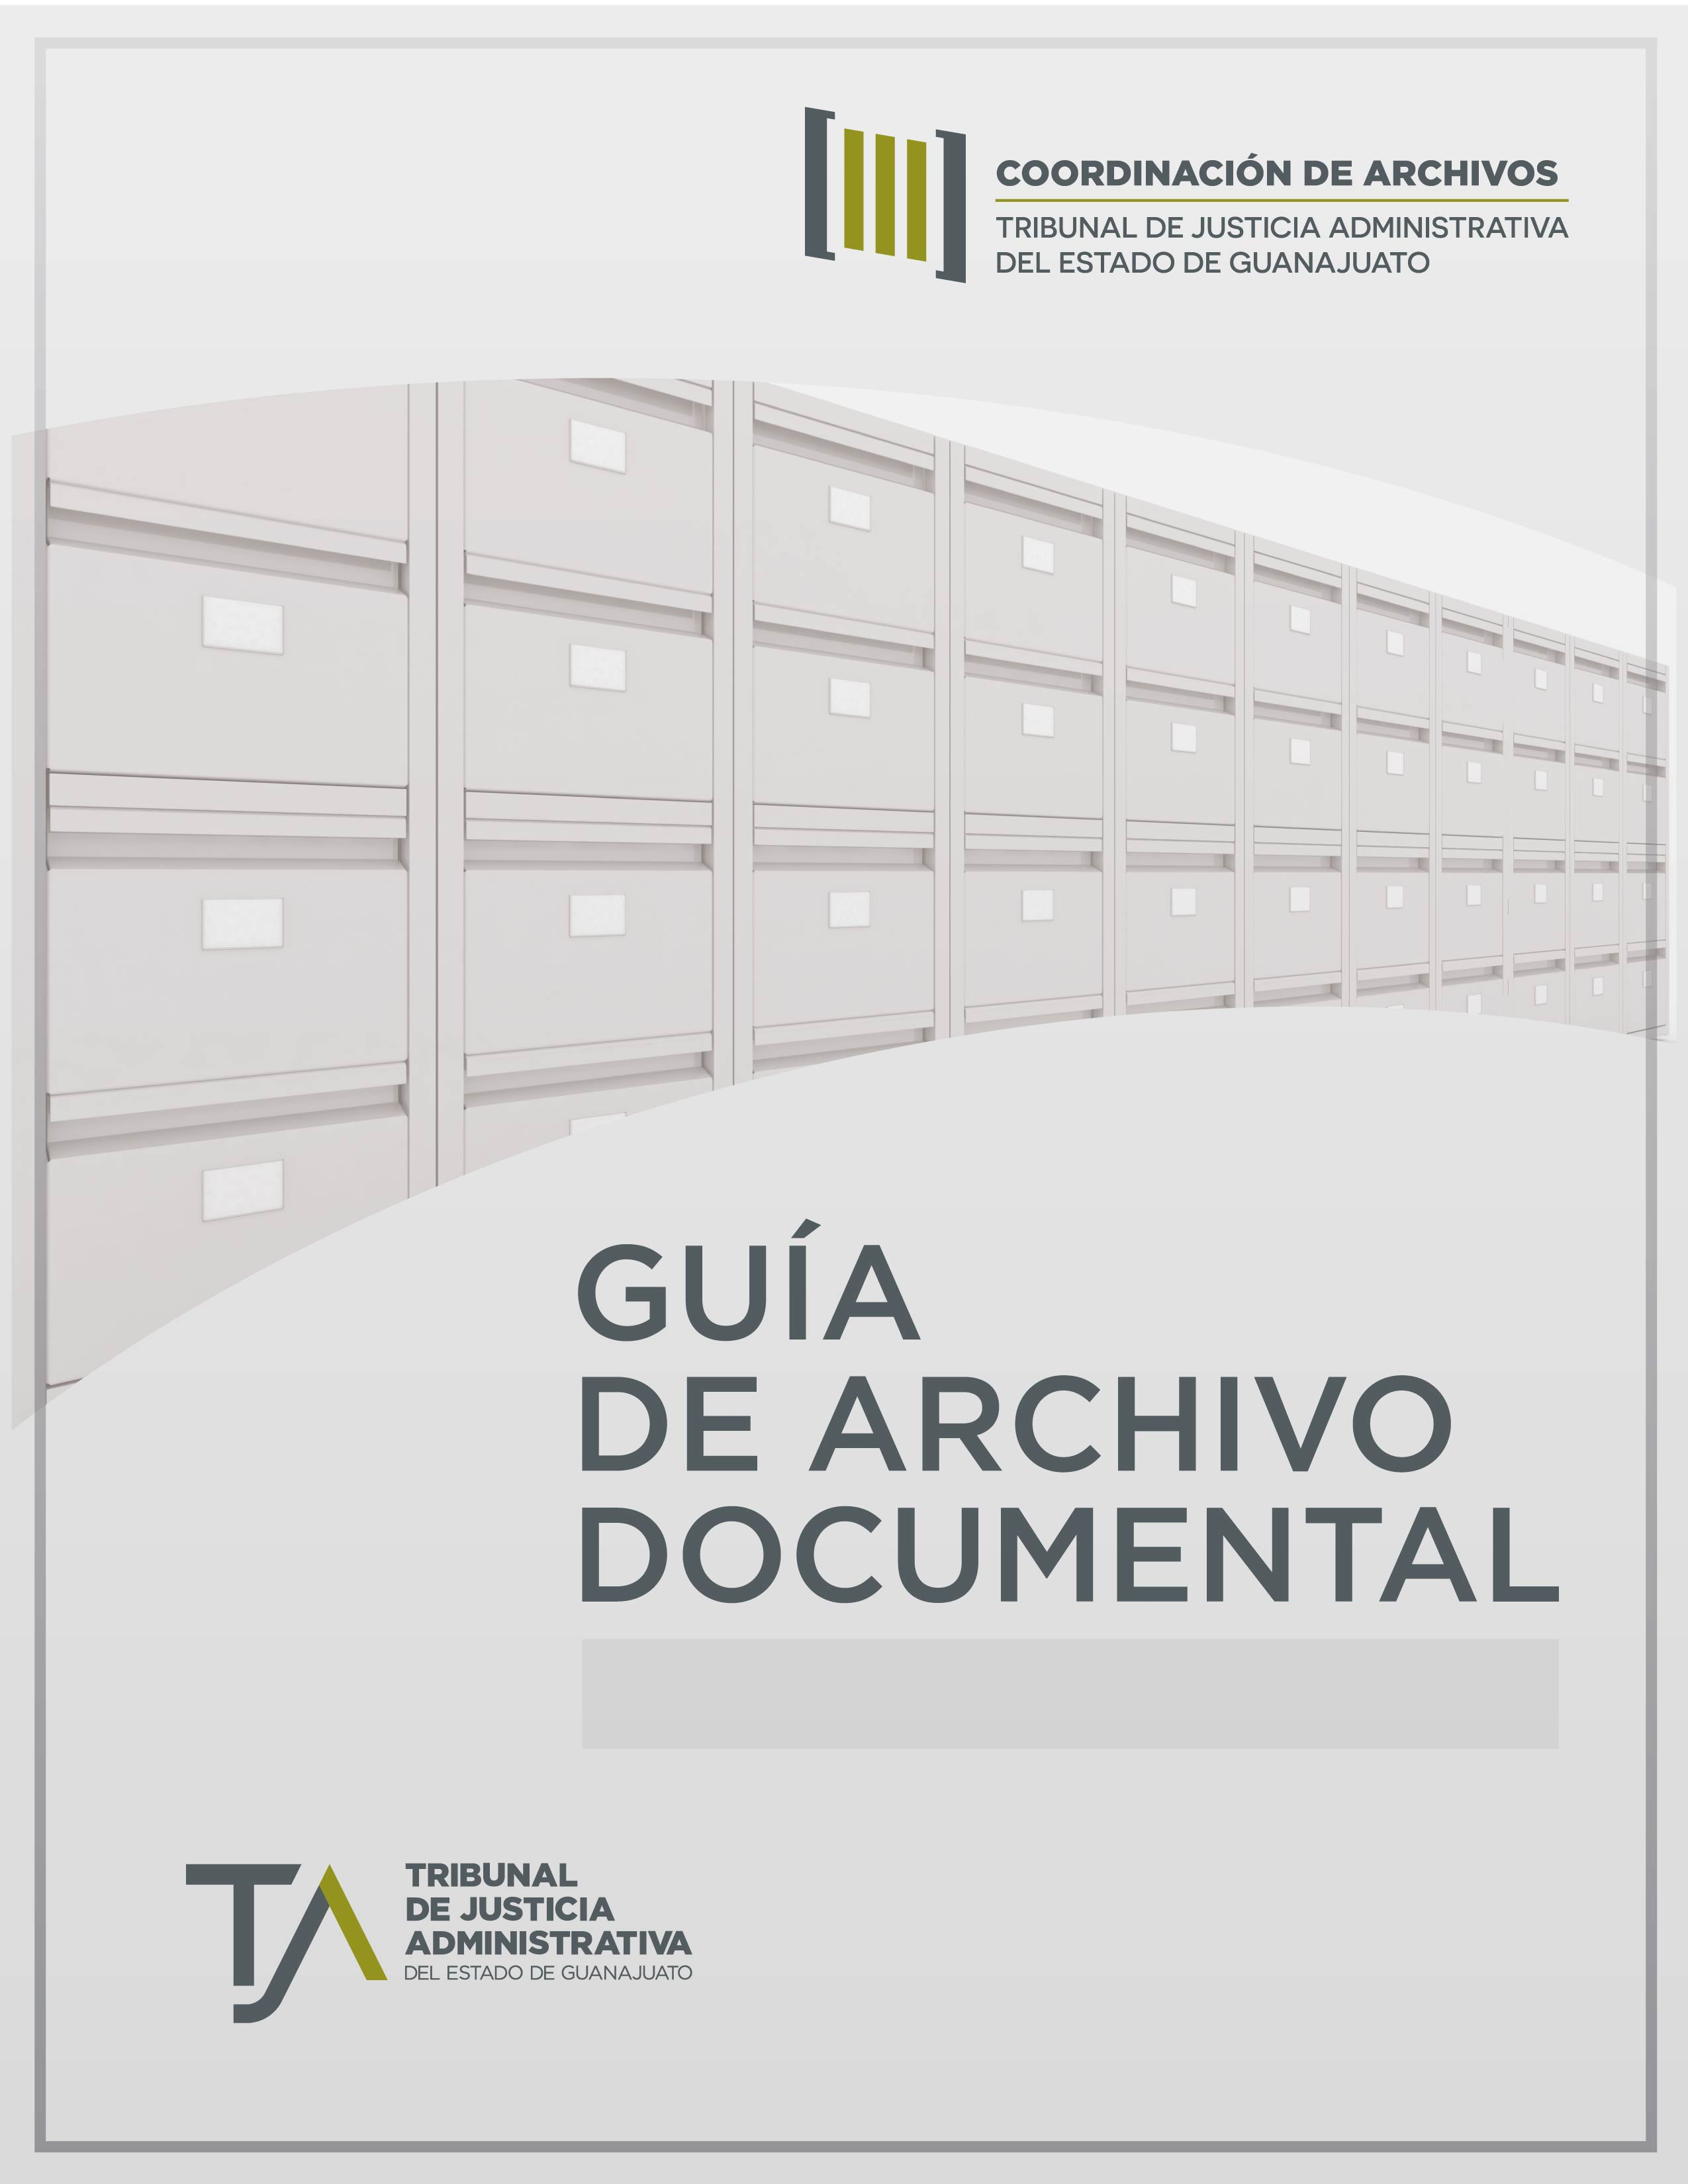 COORDINACIÓN DE ARCHIVOS
TRIBUNAL DE JUSTICIA ADMINISTRATIVA
DEL ESTADO DE GUANAJUATO
GUÍA
DE ARCHIVO
DOCUMENTAL
TJA
TRIBUNAL
DE JUSTICIA
ADMINISTRATIVA
DEL ESTADO DE GUANAJUATO